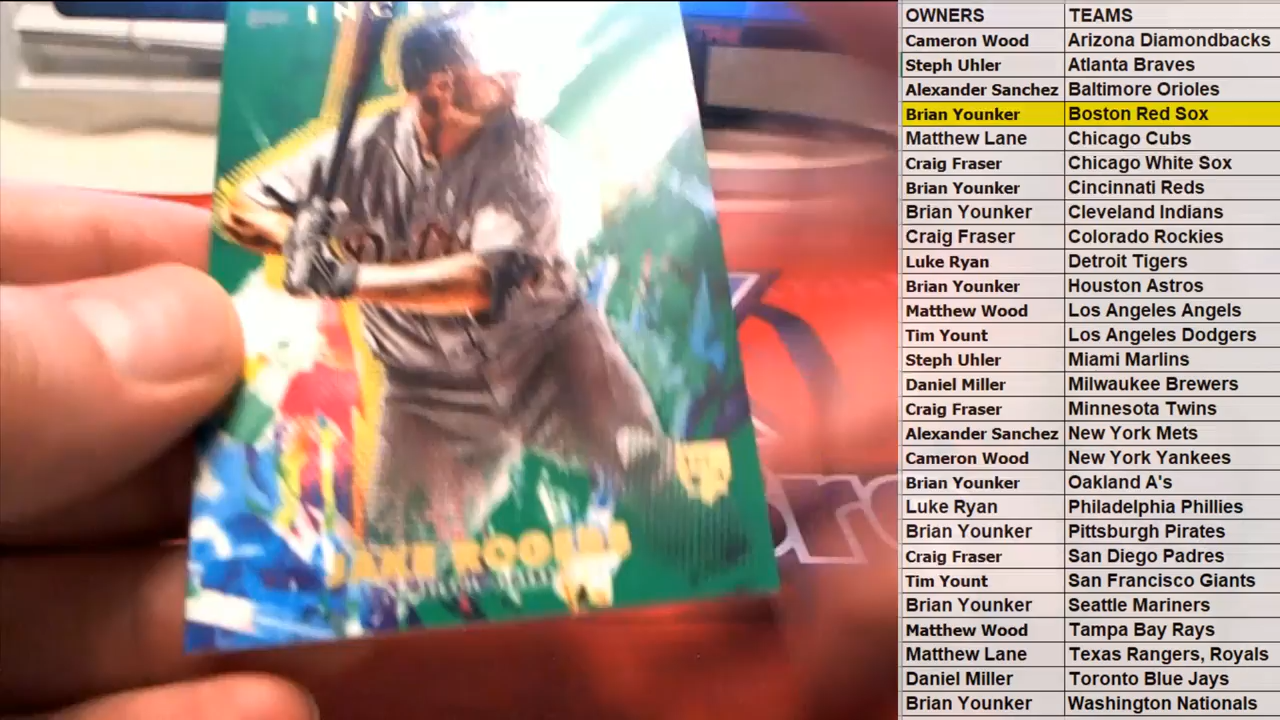 OWNERS TEAMS
Cameron Wood Arizona Diamondbacks
Steph Uhler Atlanta Braves
Alexander Sanchez Baltimore Orioles
Brian Younker Boston Red Sox
Matthew Lane Chicago Cubs
Craig Fraser Chicago White Sox
Brian Younker Cincinnati Reds
Brian Younker Cleveland Indians
Craig Fraser Colorado Rockies
Luke Ryan Detroit Tigers
Brian Younker Houston Astros
Matthew Wood Los Angeles Angels
Tim Yount Los Angeles Dodgers
Steph Uhler Miami Marlins
Daniel Miller Milwaukee Brewers
Craig Fraser Minnesota Twins
Alexander Sanchez New York Mets
Cameron Wood New York Yankees
Brian Younker Oakland A's
Luke Ryan Philadelphia Phillies
Brian Younker Pittsburgh Pirates
Craig Fraser San Diego Padres
Tim Yount San Francisco Giants
Brian Younker Seattle Mariners
Matthew Wood Tampa Bay Rays
Matthew Lane Texas Rangers, Royals
Daniel Miller Toronto Blue Jays
Brian Younker Washington Nationals
JAKE ROGERS